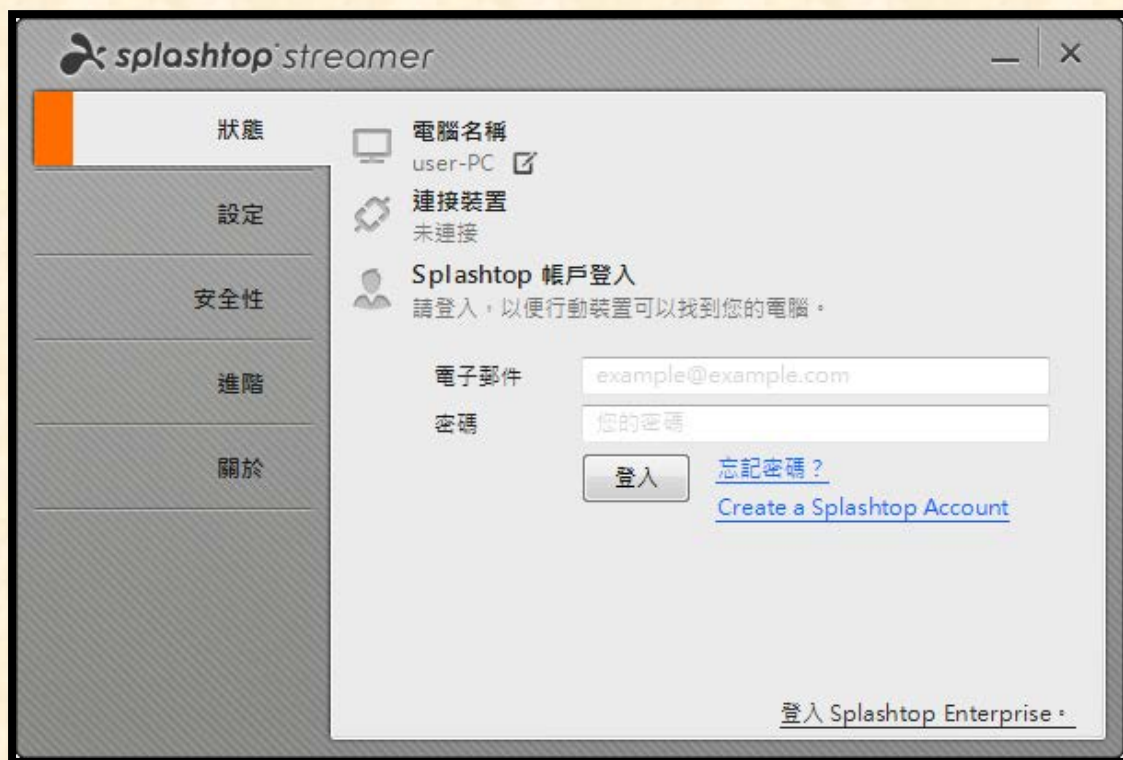 splashtop streamer
狀態
設定
安全性
進階
關於
電腦名稱
user-PC
連接裝置
未連接
Splashtop 帳戶登入
請登入，以便行動裝置可以找到您的電腦。
電子郵件 example@example.com
密碼 您的密碼
登入 忘記密碼？
Create a Splashtop Account
登入 Splashtop Enterprise。